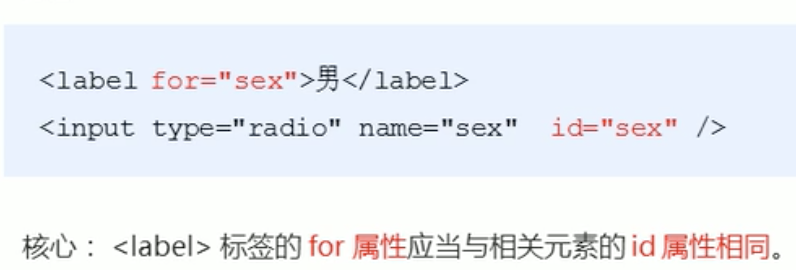 <label for="sex">男</label>
<input type="radio" name="sex"  id="sex" />
核心： <label> 标签的 for 属性应当与相关元素的 id 属性相同。